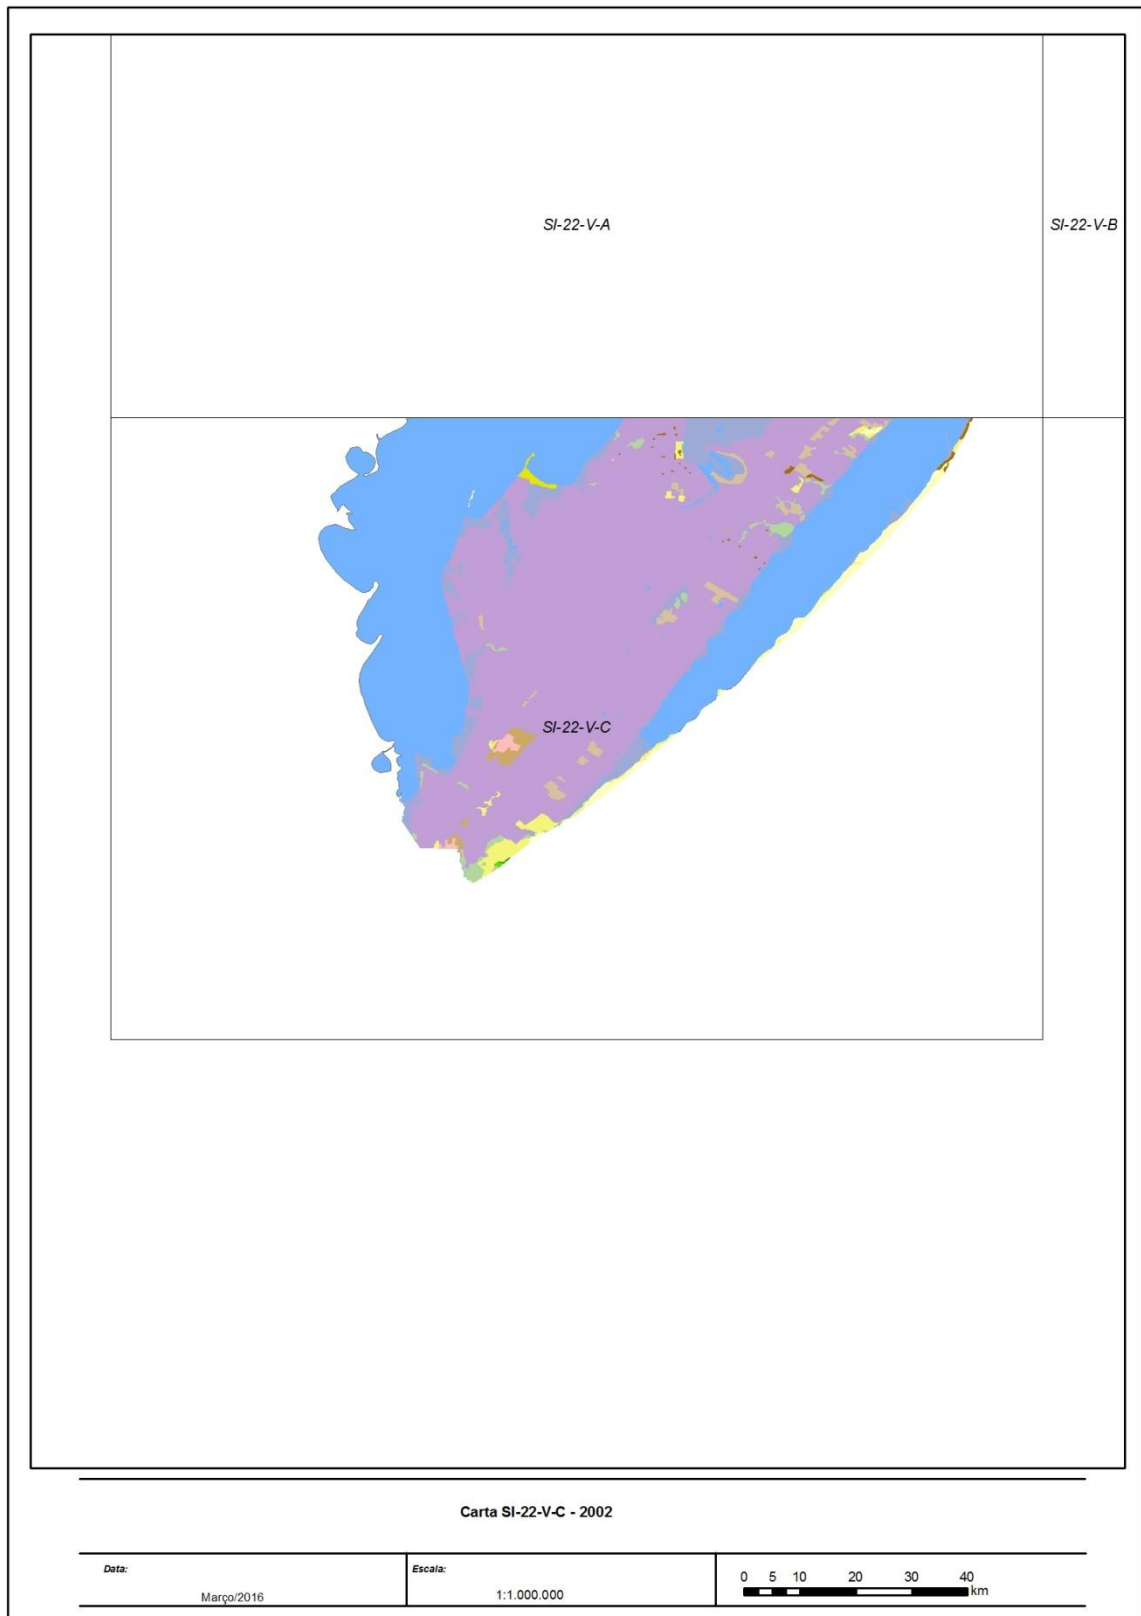 SI-22-V-A
SI-22-V-B
SI-22-V-C
Carta SI-22-V-C - 2002
Data:
Março/2016
Escala:
1:1.000.000
0 5 10 20 30 40
km